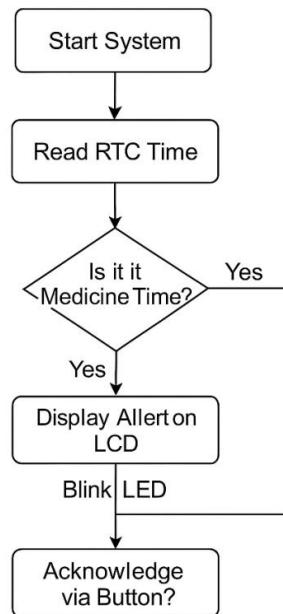 Start System
Read RTC Time
Is it it
Medicine Time?
Yes
Yes
Display Allert on
LCD
Blink LED
Acknowledge
via Button?